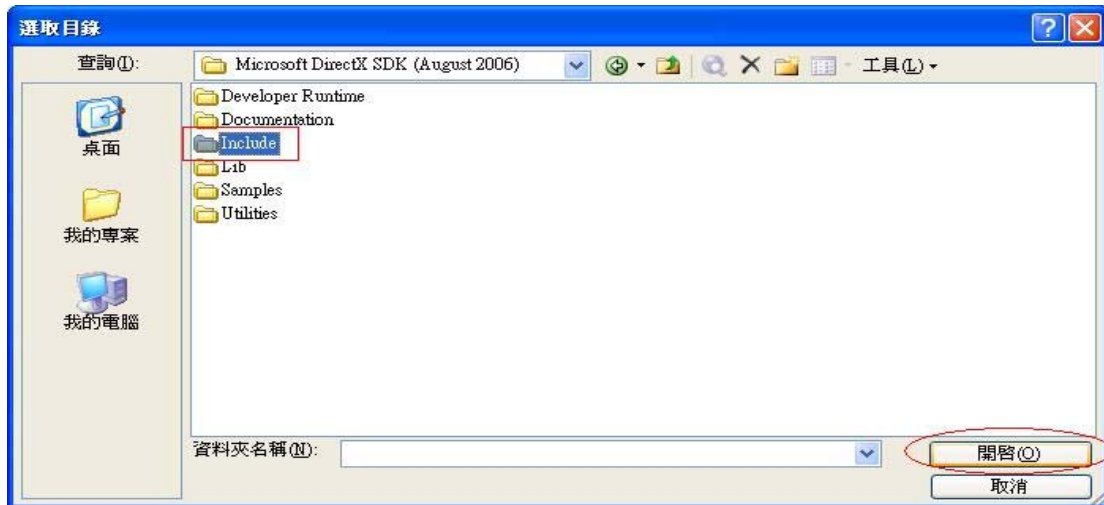 選取目錄
查詢(I):
Microsoft DirectX SDK (August 2006)
工具(L)
桌面
我的專案
我的電腦
Developer Runtime
Documentation
Include
Lib
Samples
Utilities
資料夾名稱(N):
開啓(O)
取消